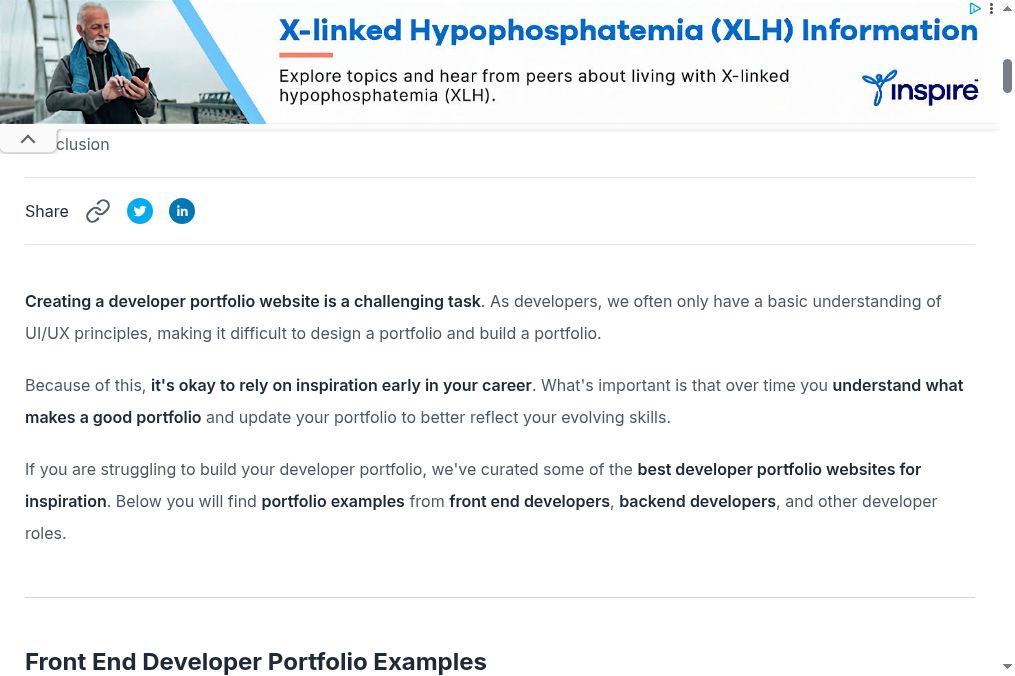 X-linked Hypophosphatemia (XLH) Information
Explore topics and hear from peers about living with X-linked
hypophosphatemia (XLH).
inspire
clusion
Share
in
Creating a developer portfolio website is a challenging task. As developers, we often only have a basic understanding of
UI/UX principles, making it difficult to design a portfolio and build a portfolio.
Because of this, it's okay to rely on inspiration early in your career. What's important is that over time you understand what
makes a good portfolio and update your portfolio to better reflect your evolving skills.
If you are struggling to build your developer portfolio, we've curated some of the best developer portfolio websites for
inspiration. Below you will find portfolio examples from front end developers, backend developers, and other developer
roles.
Front End Developer Portfolio Examples